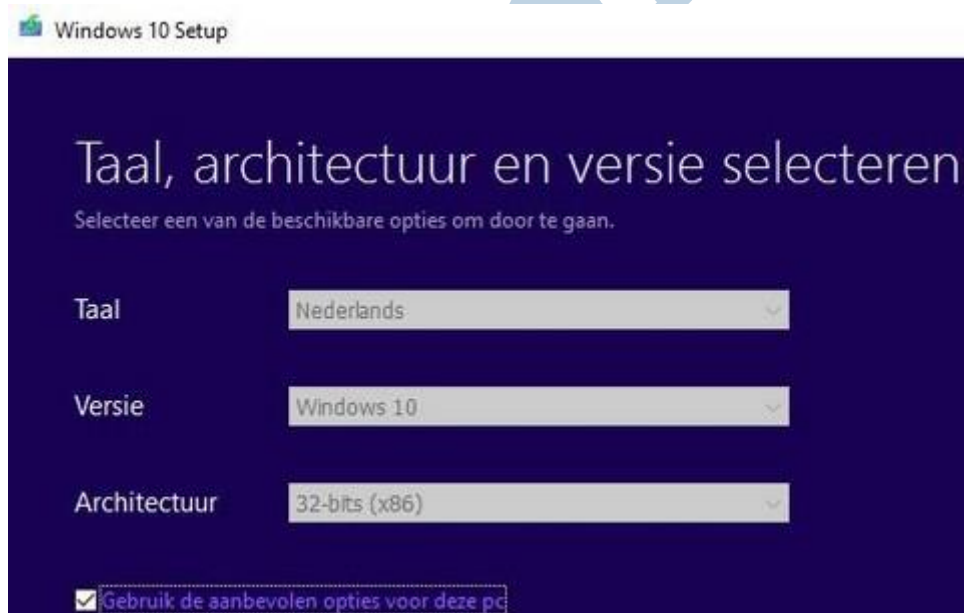 Windows 10 Setup
Taal, architectuur en versie selecteren
Selecteer een van de beschikbare opties om door te gaan.
Taal Nederlands
Versie Windows 10
Architectuur 32-bits (x86)
Gebruik de aanbevolen opties voor deze pc